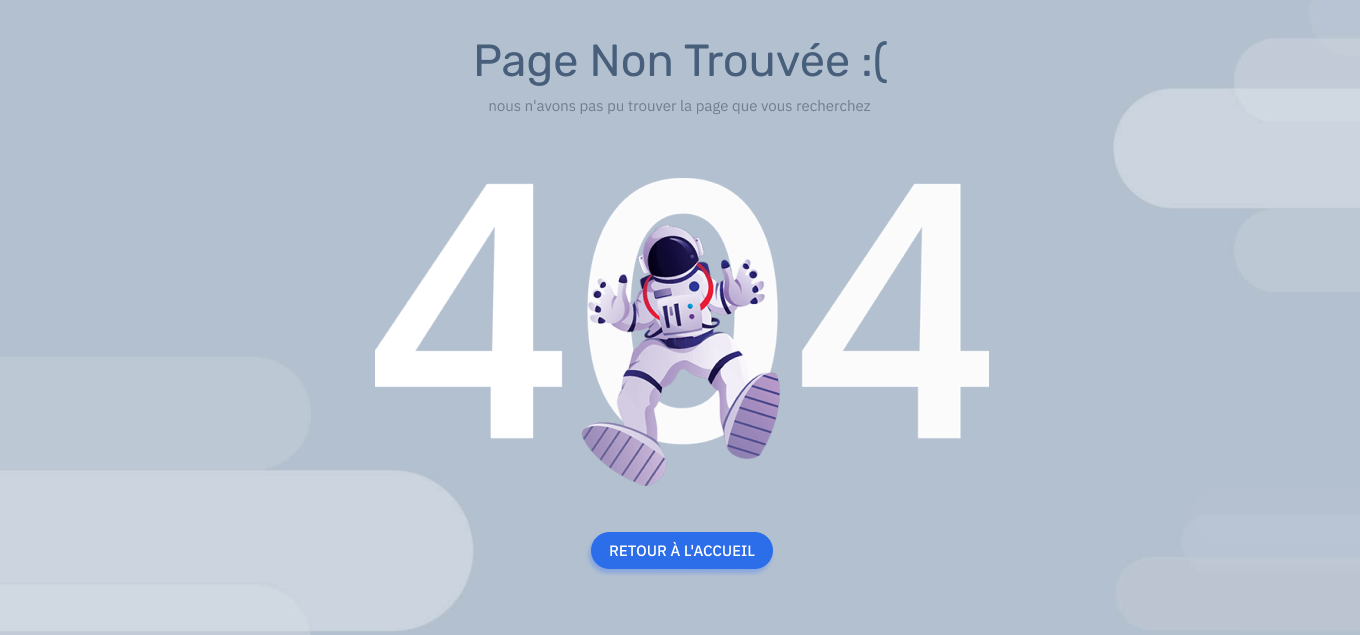 Page Non Trouvée :(
nous n'avons pas pu trouver la page que vous recherchez
404
RETOUR À L'ACCUEIL